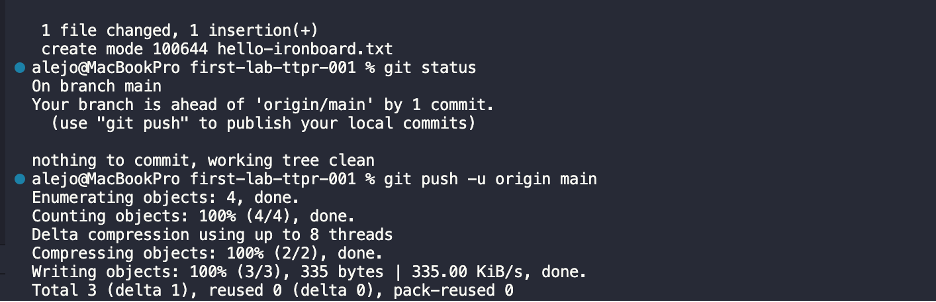 1 file changed, 1 insertion(+)
create mode 100644 hello-ironboard.txt
alejo@MacBookPro first-lab-ttpr-001 % git status
On branch main
Your branch is ahead of 'origin/main' by 1 commit.
(use "git push" to publish your local commits)
nothing to commit, working tree clean
alejo@MacBookPro first-lab-ttpr-001 % git push -u origin main
Enumerating objects: 4, done.
Counting objects: 100% (4/4), done.
Delta compression using up to 8 threads
Compressing objects: 100% (2/2), done.
Writing objects: 100% (3/3), 335 bytes | 335.00 KiB/s, done.
Total 3 (delta 1), reused 0 (delta 0), pack-reused 0